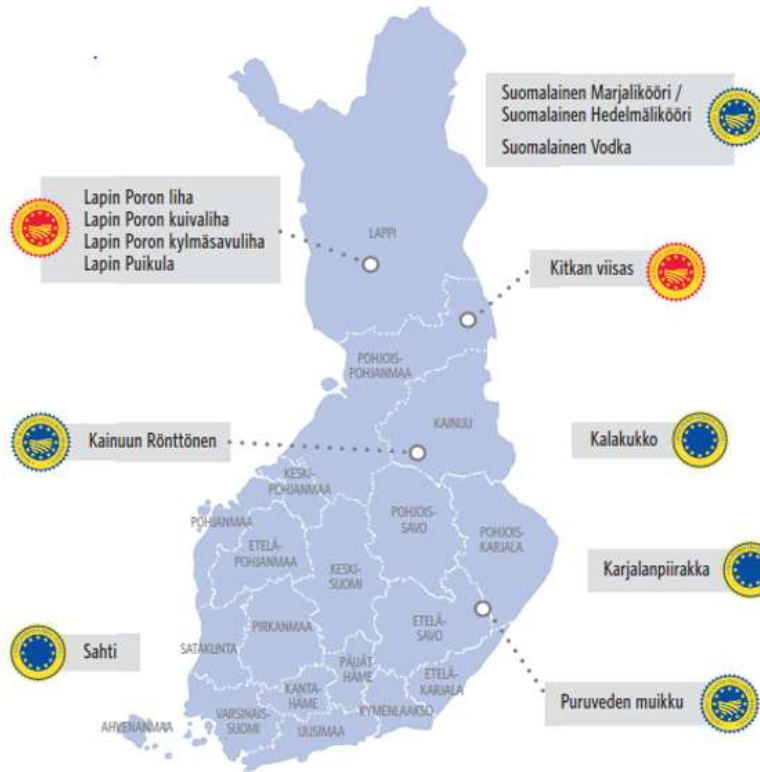 Suomalainen Marjalikööri /
Suomalainen Hedelmälikööri
Suomalainen Vodka
Lapin Poron liha
Lapin Poron kuivaliha
Lapin Poron kylmäsavuliha
Lapin Puikula
LAPPI
Kitkan viisas
POHJOIS-
POHJANMAA
KAINUU
Kainuun Rönttönen
Kalakukko
KESKI-
POHJANMAA
POHJANMAA
POHJOIS-
SAVO
POHJOIS-
KARJALA
ETELÄ-
POHJANMAA
KESKI-
SUOMI
Karjalanpiirakka
ETELÄ-
SAVO
PIRKANMAA
SATAKUNTA
Sahti
PÄIJÄT-
HÄME
ETELÄ-
KARJALA
KANTA-
HÄME
Puruveden muikku
KYMENLAAKSO
VARSINAIS-
SUOMI
AHVENANMAA
UUSIMAA